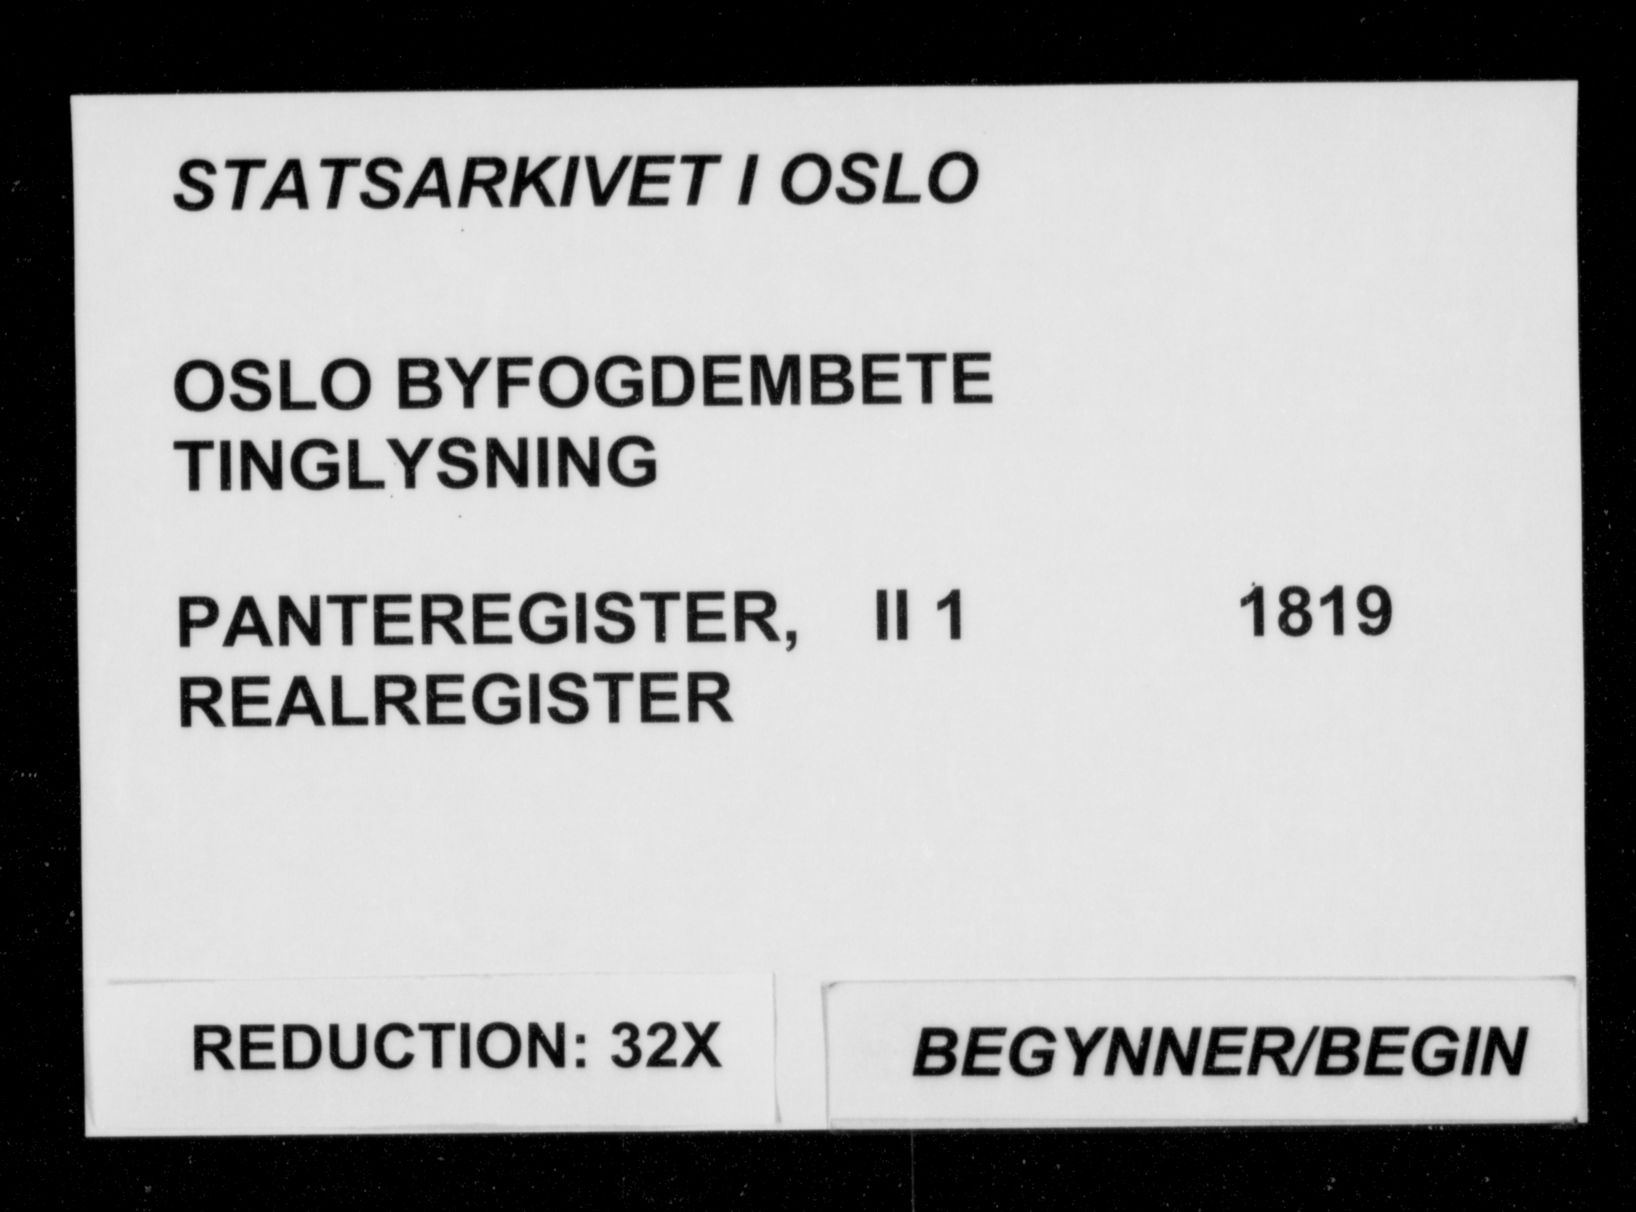 STATSARKIVET I OSLO
OSLO BYFOGDEMBETE
TINGLYSNING
PANTEREGISTER, II 1 1819
REALREGISTER
REDUCTION: 32X
BEGYNNER/BEGIN